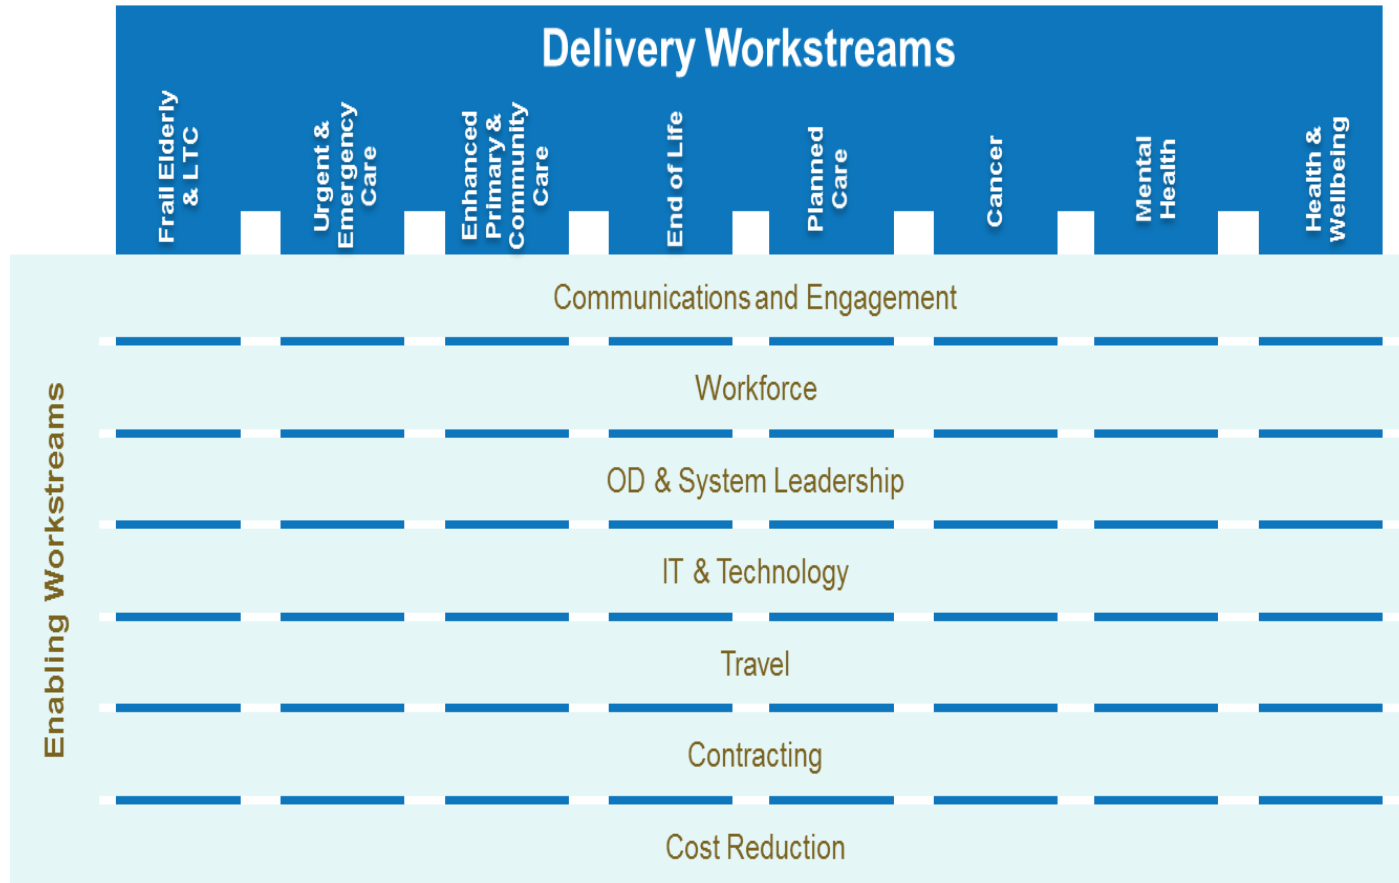 Delivery Workstreams
Frail Elderly
& LTC
Urgent &
Emergency
Care
Enhanced
Primary &
Community
Care
End of Life
Planned
Care
Cancer
Mental
Health
Health &
Wellbeing
Enabling Workstreams
Communications and Engagement
Workforce
OD & System Leadership
IT & Technology
Travel
Contracting
Cost Reduction